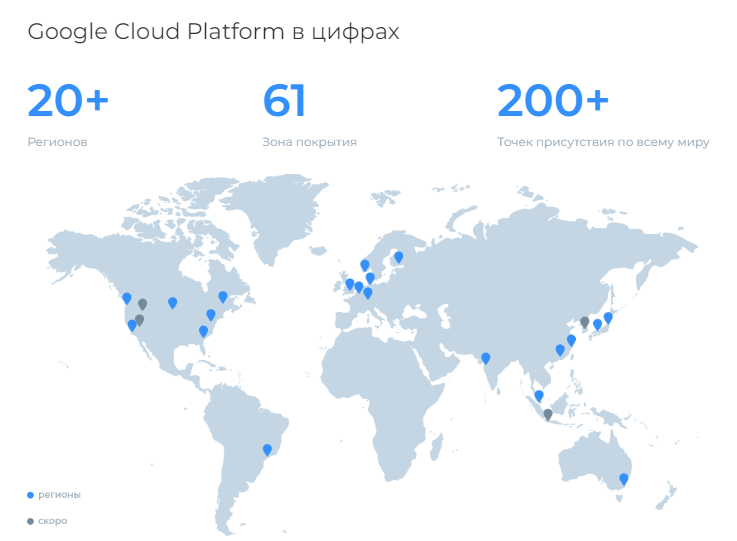 Google Cloud Platform в цифрах
20+
61
200+
Регионов
Зона покрытия
Точек присутствия по всему миру
регионы
скоро